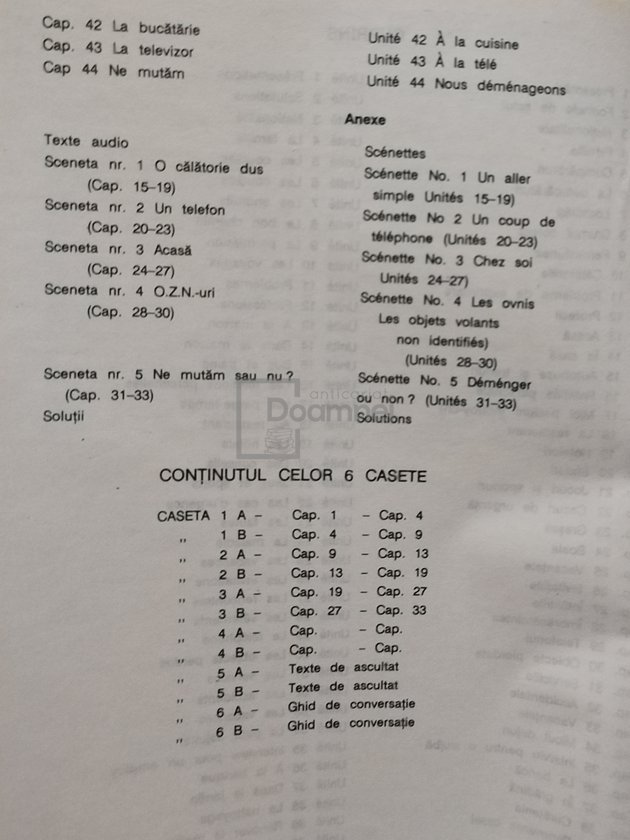 Cap. 42 La bucătărie
Cap. 43 La televizor
Cap 44 Ne mutăm
Unité 42 À la cuisine
Unité 43 À la télé
Unité 44 Nous déménageons
Anexe
Texte audio
Sceneta nr. 1 O călătorie dus
(Cap. 15-19)
Sceneta nr. 2 Un telefon
(Cap. 20-23)
Sceneta nr. 3 Acasă
(Cap. 24-27)
Sceneta nr. 4 O.Z.N.-uri
(Cap. 28-30)
Sceneta nr. 5 Ne mutăm sau nu?
(Cap. 31-33)
Soluții
Scénettes
Scénette No. 1 Un aller
simple Unités 15-19)
Scénette No 2 Un coup de
téléphone (Unités 20-23)
Scénette No. 3 Chez soi
Unités 24-27)
Scénette No. 4 Les ovnis
Les objets volants
non identifiés)
(Unités 28-30)
Scénette No. 5 Déménger
ou non? (Unités 31-33)
Solutions
anticariat
Doampei
CONȚINUTUL CELOR 6 CASETE
CASETA 1 A – Cap. 1 – Cap. 4
,, 1 B – Cap. 4 – Cap. 9
,, 2 A – Cap. 9 – Cap. 13
,, 2 B – Cap. 13 – Cap. 19
,, 3 A – Cap. 19 – Cap. 27
,, 3 B – Cap. 27 – Cap. 33
,, 4 A – Cap. – Cap.
,, 4 B – Cap. – Cap.
,, 5 A – Texte de ascultat
,, 5 B – Texte de ascultat
,, 6 A – Ghid de conversație
,, 6 B – Ghid de conversație